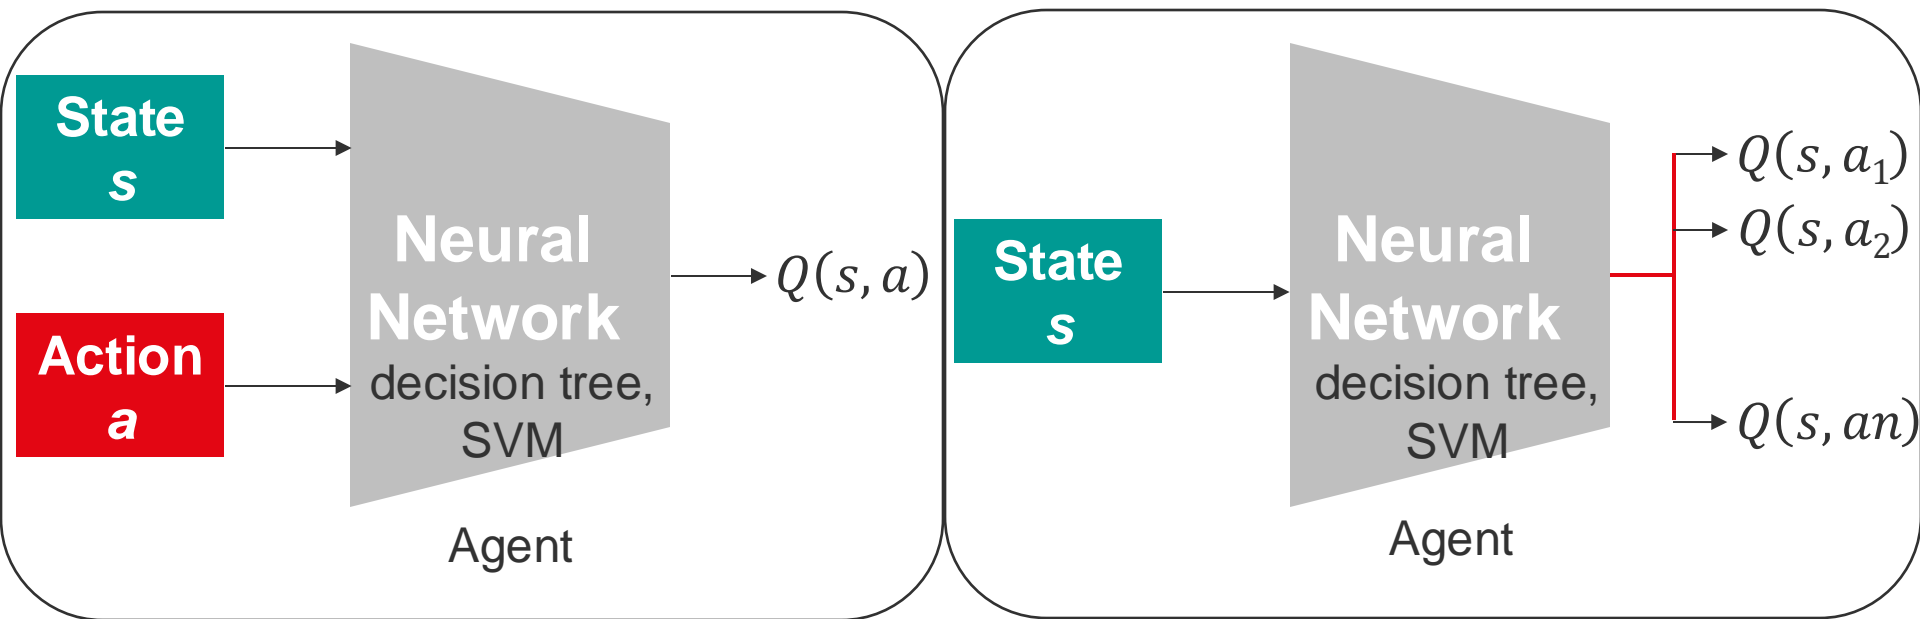 State
s
Action
a
Neural
Network
decision tree,
SVM
Q(s, a)
Agent
State
s
Neural
Network
decision tree,
SVM
Q(s, a₁)
Q(s, a₂)
Q(s, an)
Agent